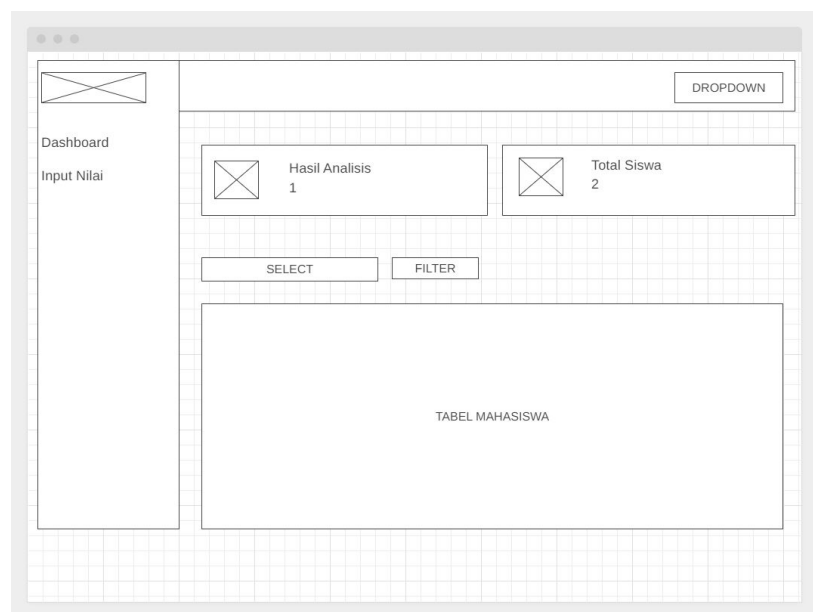 DROPDOWN
Dashboard
Input Nilai
Hasil Analisis
1
Total Siswa
2
SELECT
FILTER
TABEL MAHASISWA